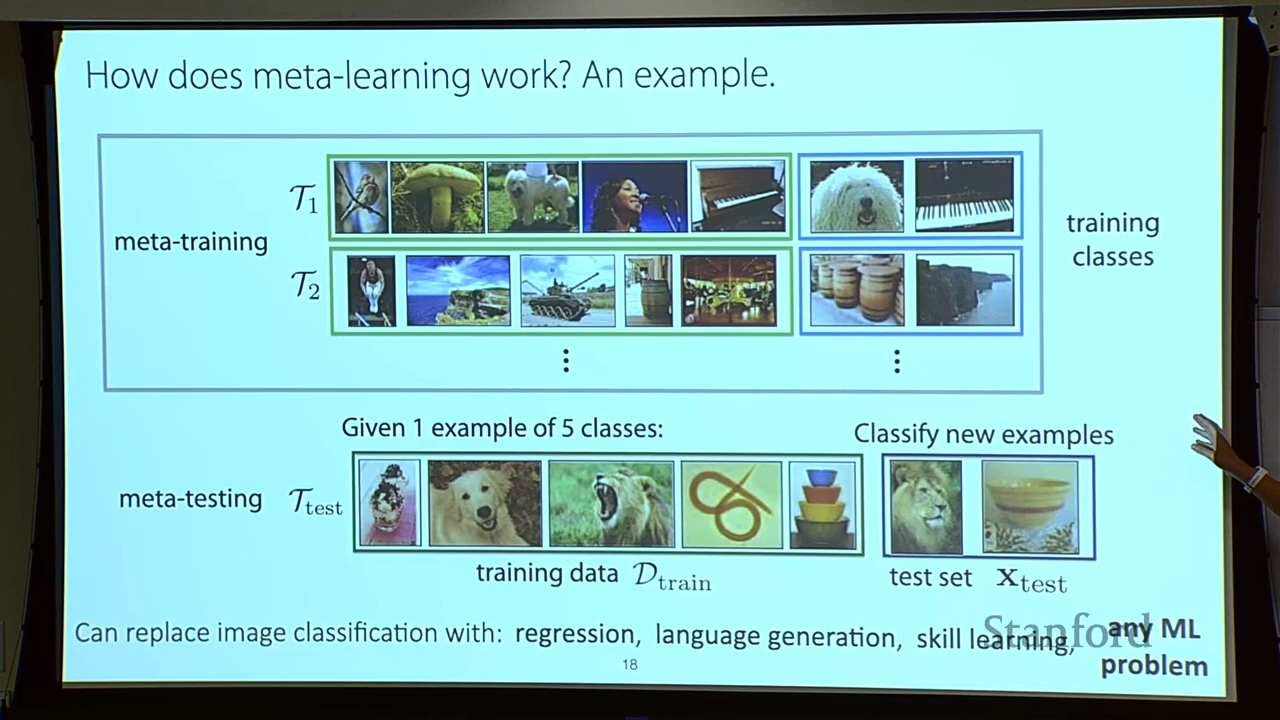 How does meta-learning work? An example.
meta-training
𝒯₁
𝒯₂
training
classes
Given 1 example of 5 classes:
Classify new examples
meta-testing
𝒯test
training data 𝒟train
test set xtest
Can replace image classification with: regression, language generation, skill learning, any ML
problem
Stanford
18